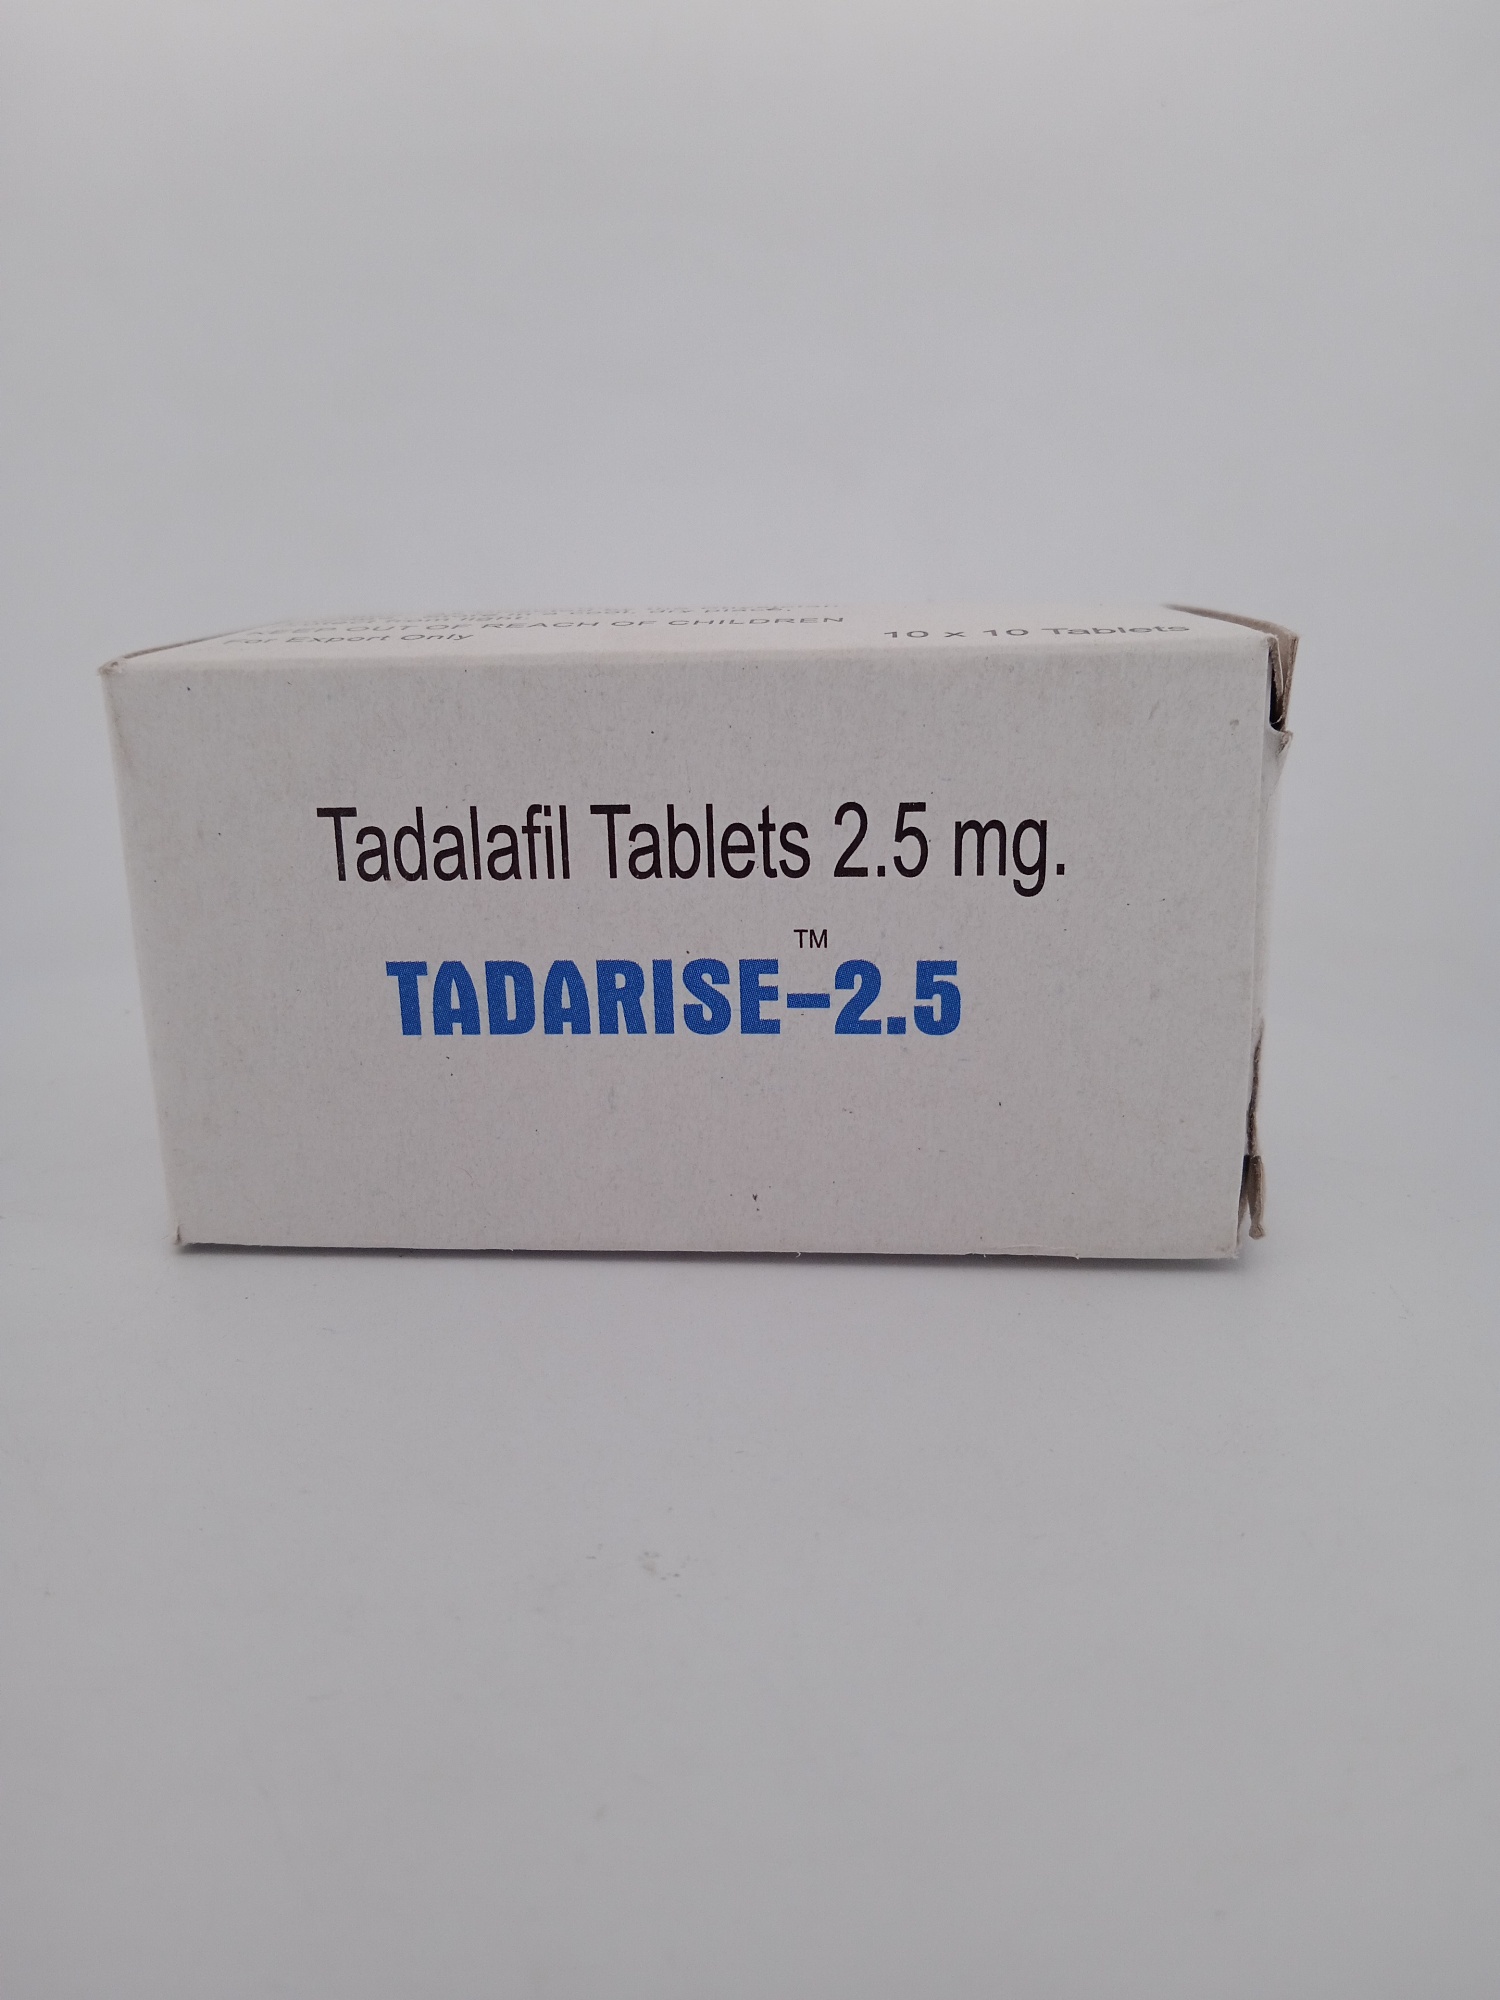 KEEP OUT OF REACH OF CHILDREN
For Export Only
10 x 10 Tablets
Tadalafil Tablets 2.5 mg.
TADARISE-2.5
TM